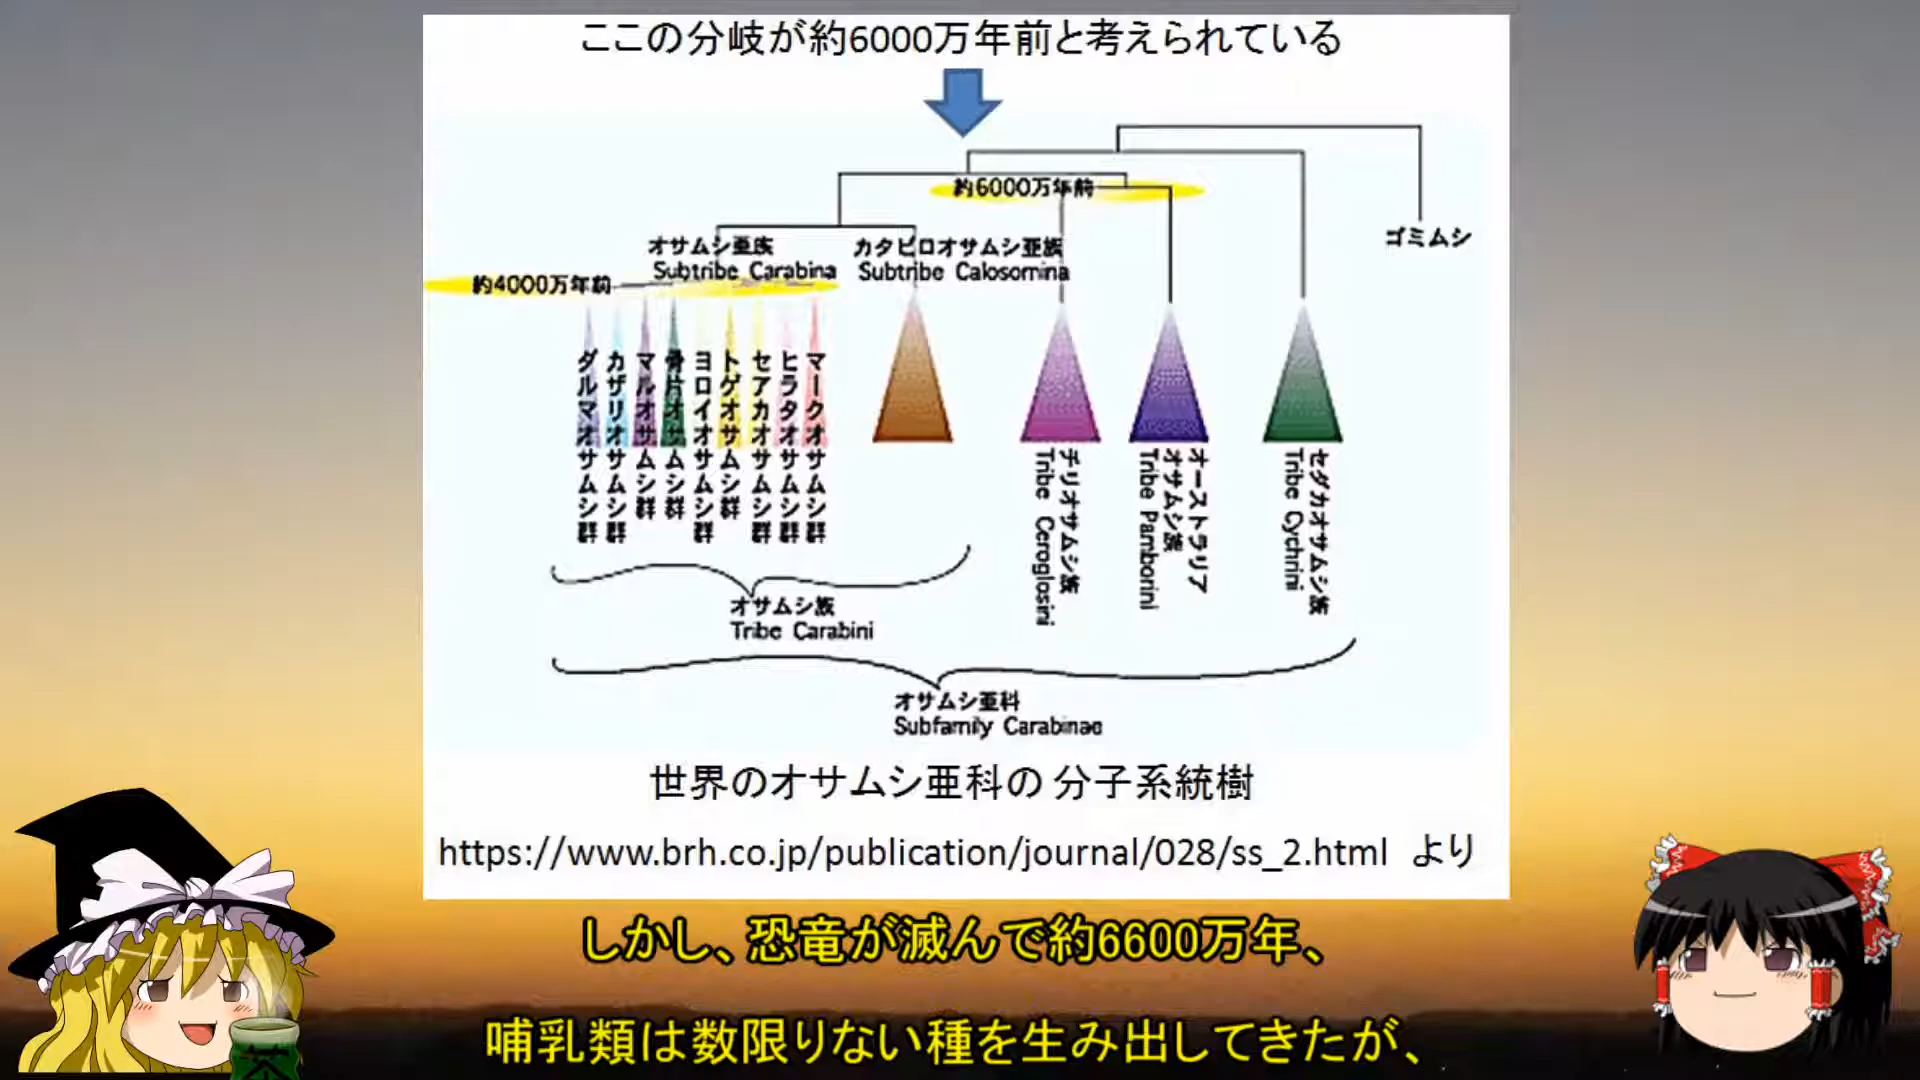 ここの分岐が約6000万年前と考えられている
約6000万年前
ゴミムシ
オサムシ亜族
Subtribe Carabina
カタビロオサムシ亜族
Subtribe Calosomina
約4000万年前
ダルマオサムシ群
カザリオサムシ群
マルオサムシ群
骨片オサムシ群
ヨロイオサムシ群
トゲオサムシ群
セアカオサムシ群
ヒラタオサムシ群
マークオサムシ群
チリオサムシ族
Tribe Ceroglosini
オーストラリア
オサムシ族
Tribe Pamborini
セダカオサムシ族
Tribe Cychrini
オサムシ族
Tribe Carabini
オサムシ亜科
Subfamily Carabinae
世界のオサムシ亜科の 分子系統樹
https://www.brh.co.jp/publication/journal/028/ss_2.html より
しかし、恐竜が滅んで約6600万年、
哺乳類は数限りない種を生み出してきたが、
茶